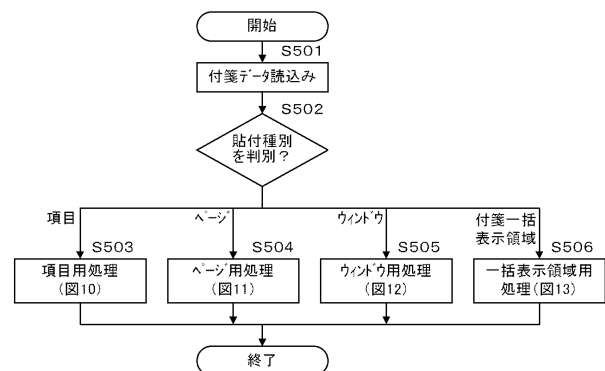 開始
S501
付箋ﾃﾞｰﾀ読込み
S502
貼付種別
を判別？
項目
ﾍﾟｰｼﾞ
ｳｨﾝﾄﾞｳ
付箋一括
表示領域
S503
S504
S505
S506
項目用処理
(図10)
ﾍﾟｰｼﾞ用処理
(図11)
ｳｨﾝﾄﾞｳ用処理
(図12)
一括表示領域用
処理(図13)
終了